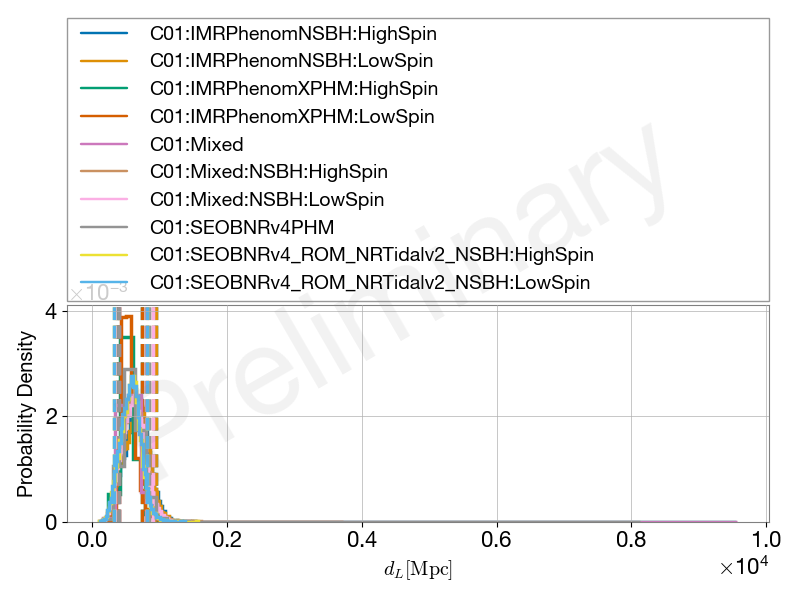 C01:IMRPhenomNSBH:HighSpin
C01:IMRPhenomNSBH:LowSpin
C01:IMRPhenomXPHM:HighSpin
C01:IMRPhenomXPHM:LowSpin
C01:Mixed
C01:Mixed:NSBH:HighSpin
C01:Mixed:NSBH:LowSpin
C01:SEOBNRv4PHM
C01:SEOBNRv4_ROM_NRTidalv2_NSBH:HighSpin
C01:SEOBNRv4_ROM_NRTidalv2_NSBH:LowSpin
×10⁻³
4
2
0
Probability Density
Preliminary
0.0 0.2 0.4 0.6 0.8 1.0
×10⁴
d_L[Mpc]